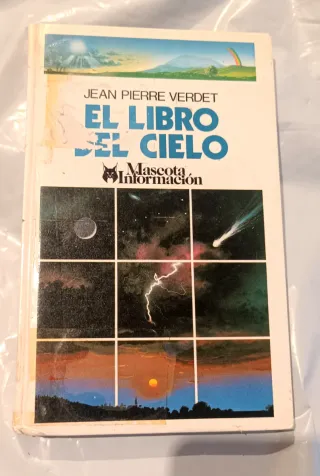 JEAN PIERRE VERDET
EL LIBRO
DEL CIELO
Mascota
Información